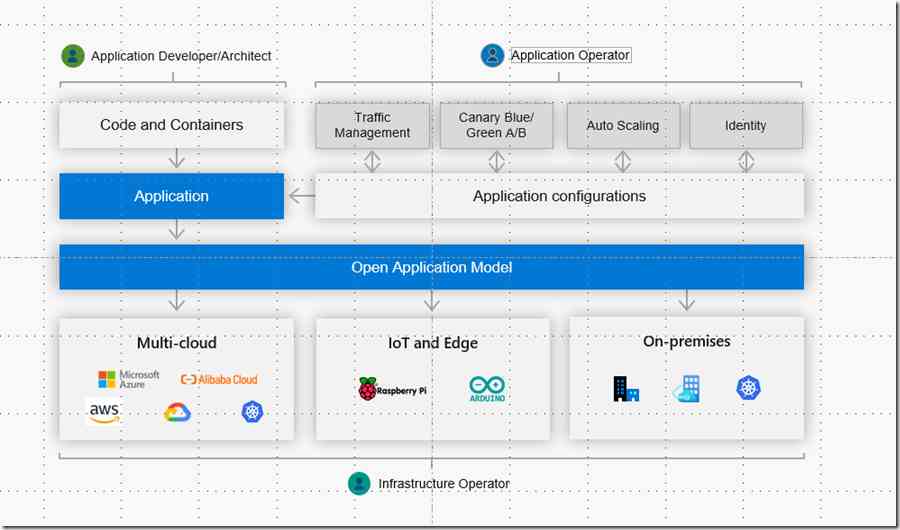 Application Developer/Architect
Application Operator
Code and Containers
Traffic
Management
Canary Blue/
Green A/B
Auto Scaling
Identity
Application
Application configurations
Open Application Model
Multi-cloud
Microsoft
Azure
Alibaba Cloud
aws
IoT and Edge
Raspberry Pi
ARDUINO
On-premises
Infrastructure Operator